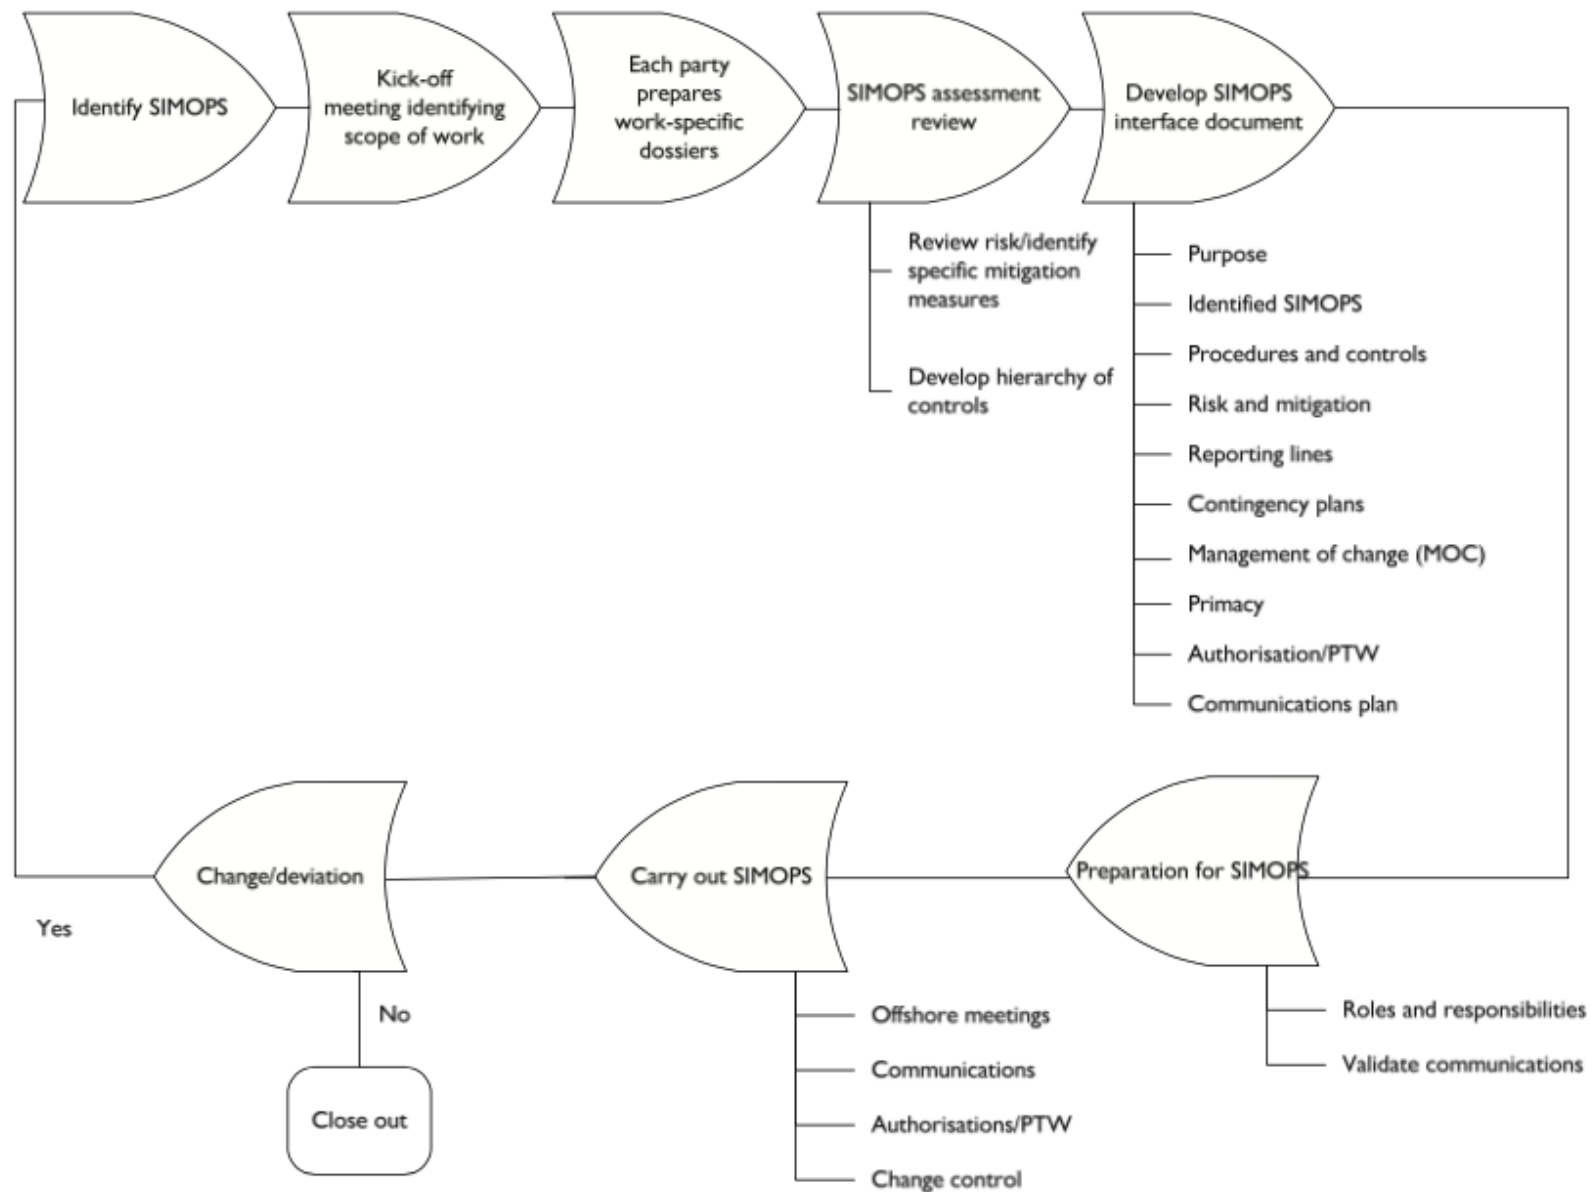 Identify SIMOPS
Kick-off
meeting identifying
scope of work
Each party
prepares
work-specific
dossiers
SIMOPS assessment
review
Develop SIMOPS
interface document
Review risk/identify
specific mitigation
measures
Develop hierarchy of
controls
Purpose
Identified SIMOPS
Procedures and controls
Risk and mitigation
Reporting lines
Contingency plans
Management of change (MOC)
Primacy
Authorisation/PTW
Communications plan
Preparation for SIMOPS
Roles and responsibilities
Validate communications
Carry out SIMOPS
Offshore meetings
Communications
Authorisations/PTW
Change control
Change/deviation
Yes
No
Close out